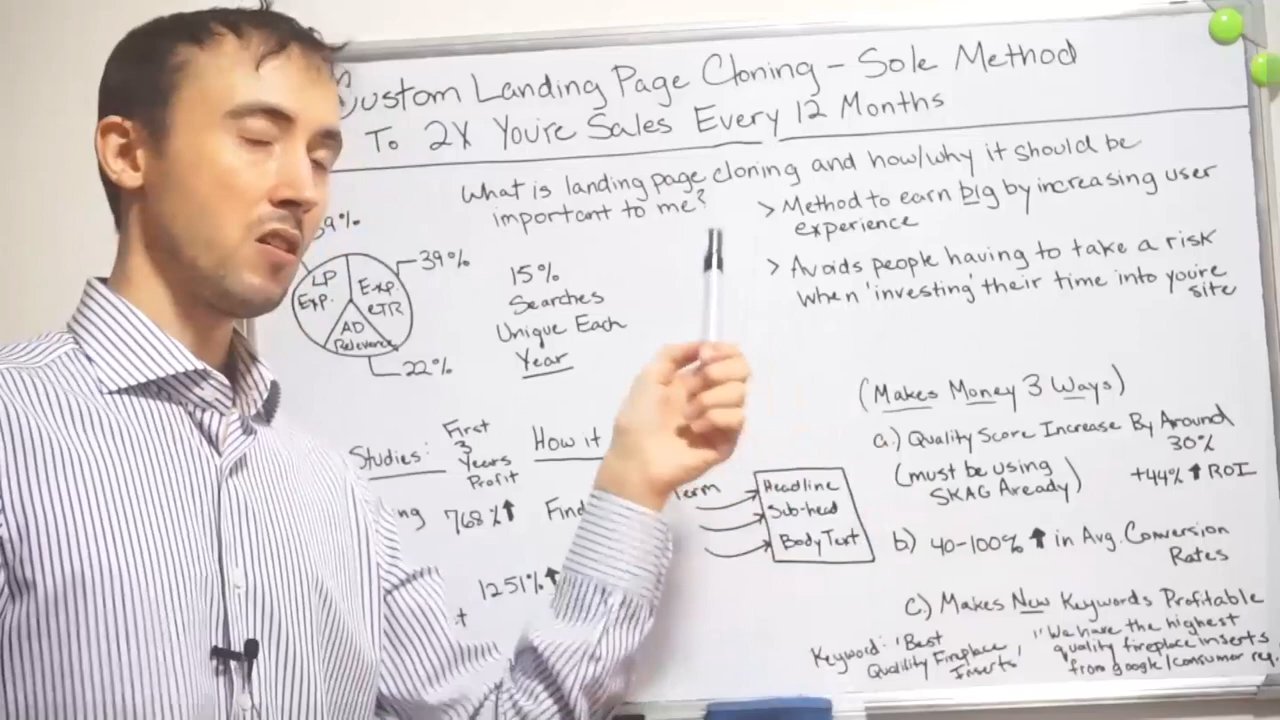 Custom Landing Page Cloning - Sole Method
To 2X You're Sales Every 12 Months
What is landing page cloning and how/why it should be
important to me?
> Method to earn big by increasing user
experience
> Avoids people having to take a risk
when 'investing' their time into you're
site
39%
39%
LP
Exp.
Exp.
CTR
AD
Relevance
22%
15%
Searches
Unique Each
Year
(Makes Money 3 Ways)
a.) Quality Score Increase By Around
30%
(must be using
SKAG Aready)
+44% ↑ ROI
b) 40-100% ↑ in Avg. Conversion
Rates
c.) Makes New Keywords Profitable
Keyword: 'Best
Qualility Fireplace
Inserts'
"We have the highest
quality fireplace inserts
from google/consumer
Studies:
First
3
Years
Profit
How it
768%↑
Find
1251%↑
Term
Headline
Sub-head
Body Text